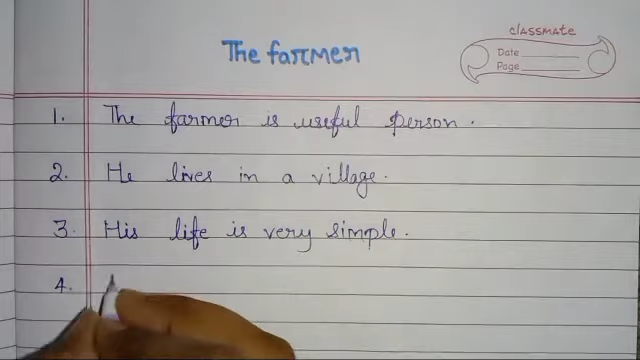 classmate
The farmer
Date
Page
1. The farmer is useful person.
2. He lives in a village.
3. His life is very simple.
4.